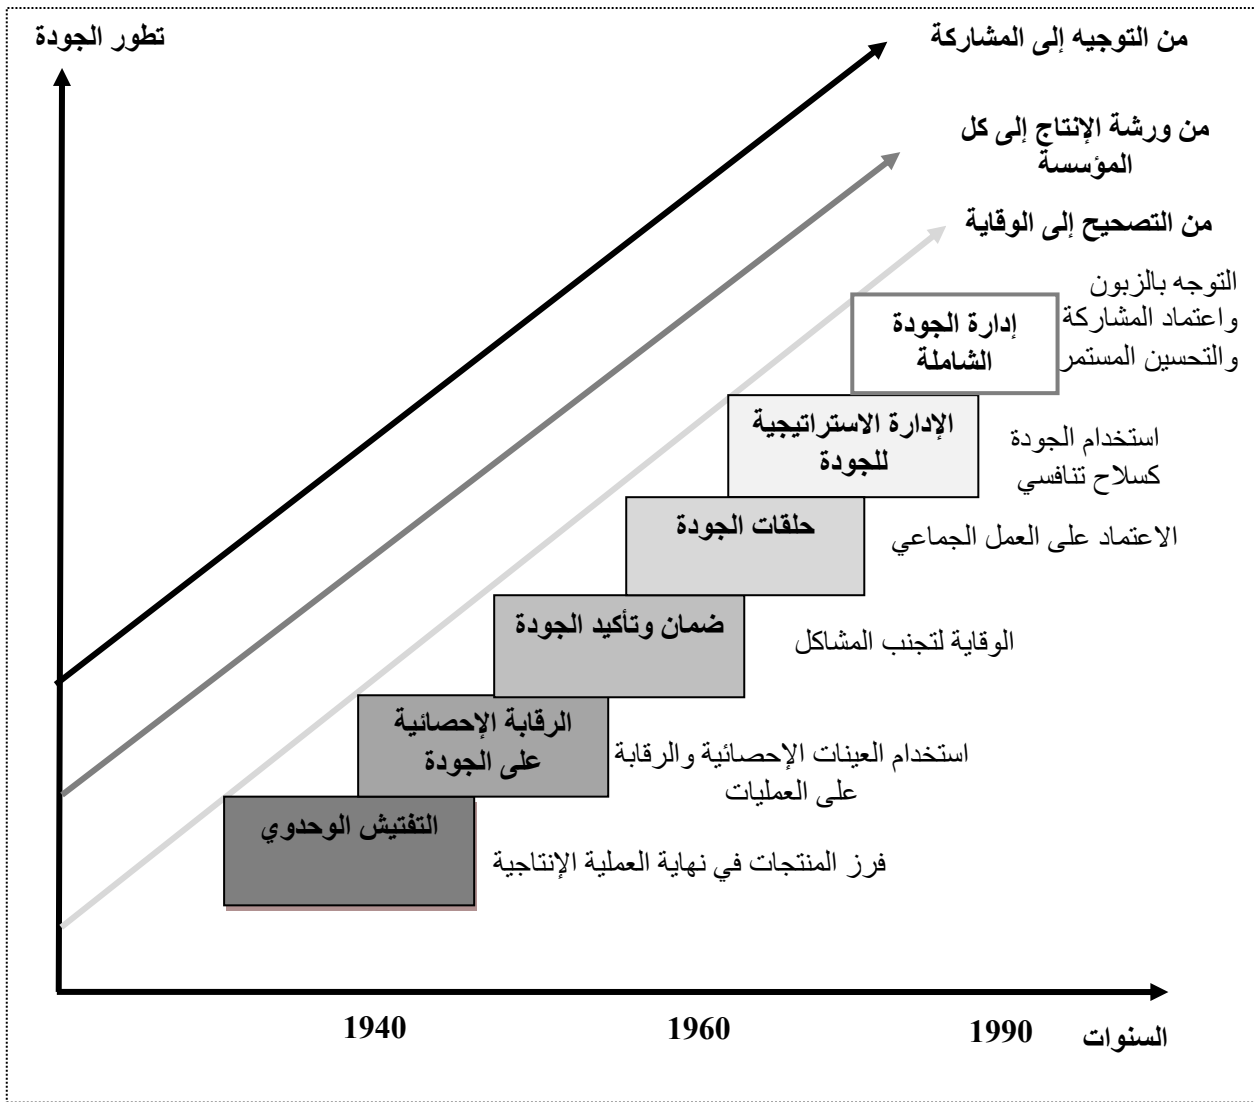 تطور الجودة
من التوجيه إلى المشاركة
من ورشة الإنتاج إلى كل
المؤسسة
من التصحيح إلى الوقاية
التوجه بالزبون
واعتماد المشاركة
والتحسين المستمر
إدارة الجودة
الشاملة
الإدارة الاستراتيجية
للجودة
استخدام الجودة
كسلاح تنافسي
حلقات الجودة
الاعتماد على العمل الجماعي
ضمان وتأكيد الجودة
الوقاية لتجنب المشاكل
الرقابة الإحصائية
على الجودة
استخدام العينات الإحصائية والرقابة
على العمليات
التفتيش الوحدوي
فرز المنتجات في نهاية العملية الإنتاجية
1940
1960
1990
السنوات